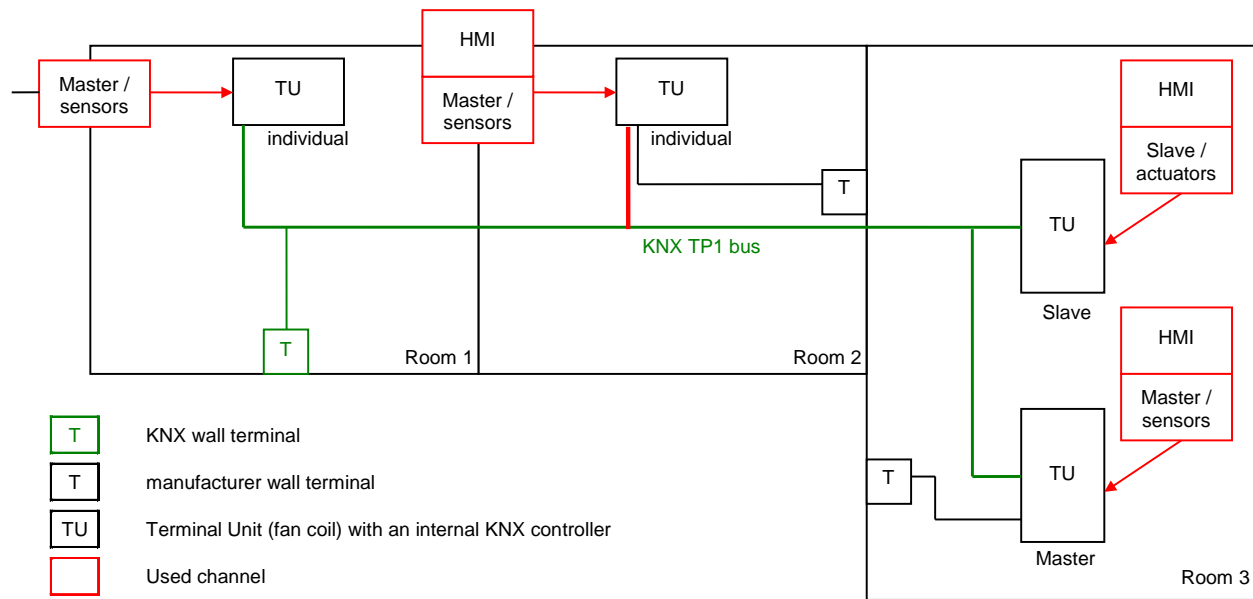 HMI
Master /
sensors
TU
individual
Master /
sensors
TU
individual
T
HMI
Slave /
actuators
TU
Slave
KNX TP1 bus
T
Room 1
Room 2
HMI
Master /
sensors
TU
Master
T
Room 3
T
KNX wall terminal
T
manufacturer wall terminal
TU
Terminal Unit (fan coil) with an internal KNX controller
Used channel